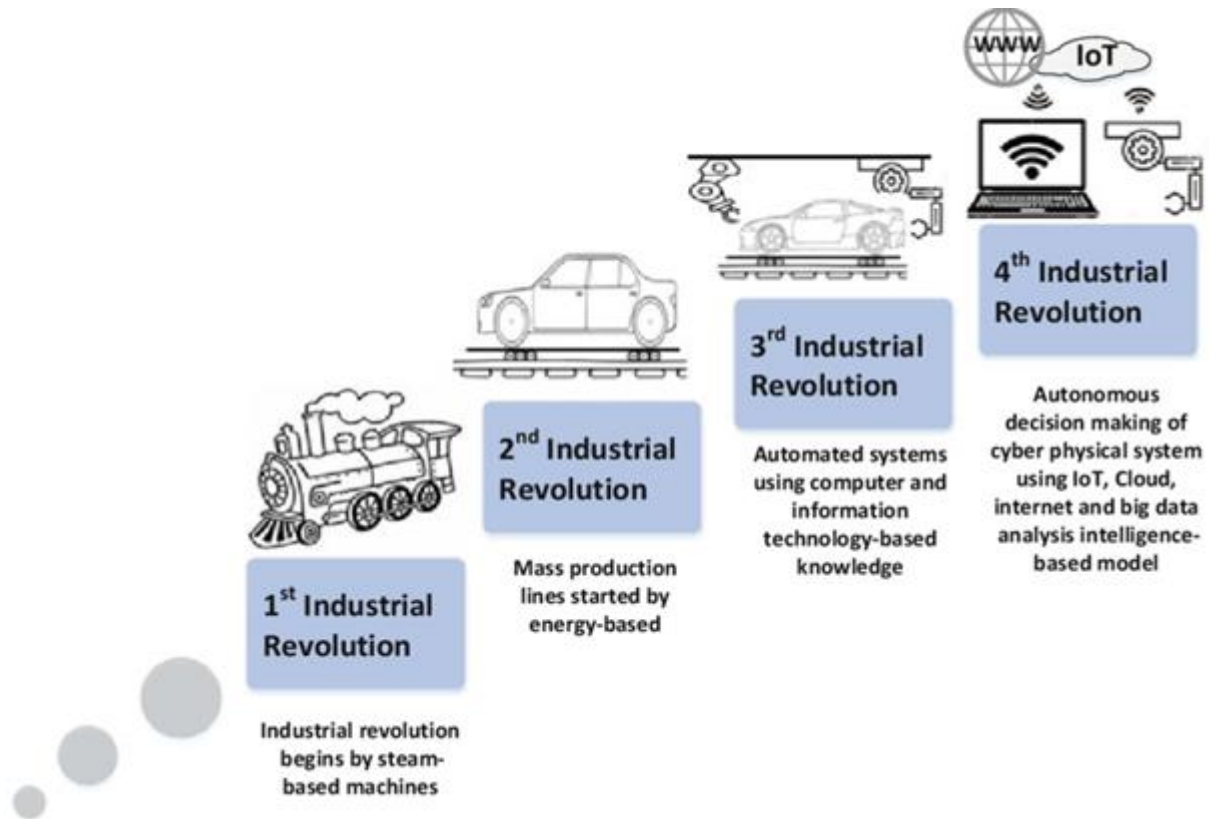 WWW
IoT
4th Industrial
Revolution
Autonomous
decision making of
cyber physical system
using IoT, Cloud,
internet and big data
analysis intelligence-
based model
3rd Industrial
Revolution
Automated systems
using computer and
information
technology-based
knowledge
2nd Industrial
Revolution
Mass production
lines started by
energy-based
1st Industrial
Revolution
Industrial revolution
begins by steam-
based machines